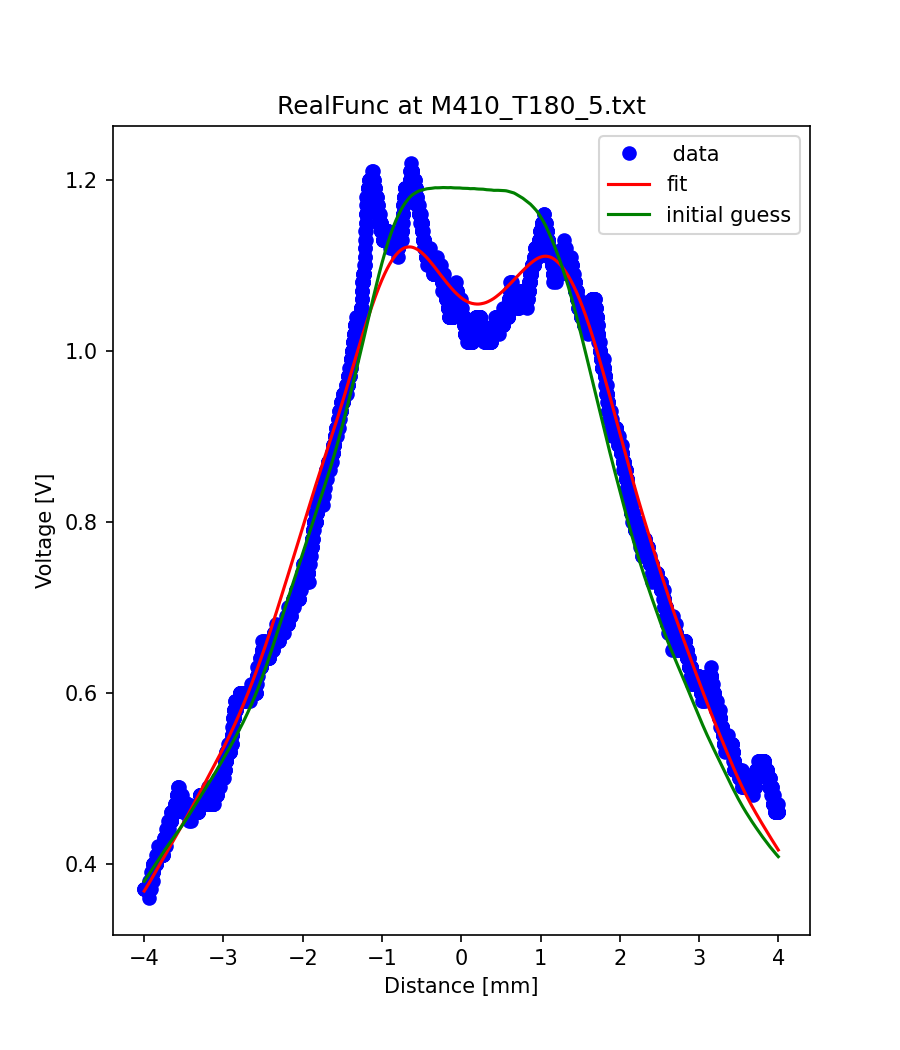 RealFunc at M410_T180_5.txt
data
fit
initial guess
1.2
1.0
0.8
0.6
0.4
Voltage [V]
−4 −3 −2 −1 0 1 2 3 4
Distance [mm]